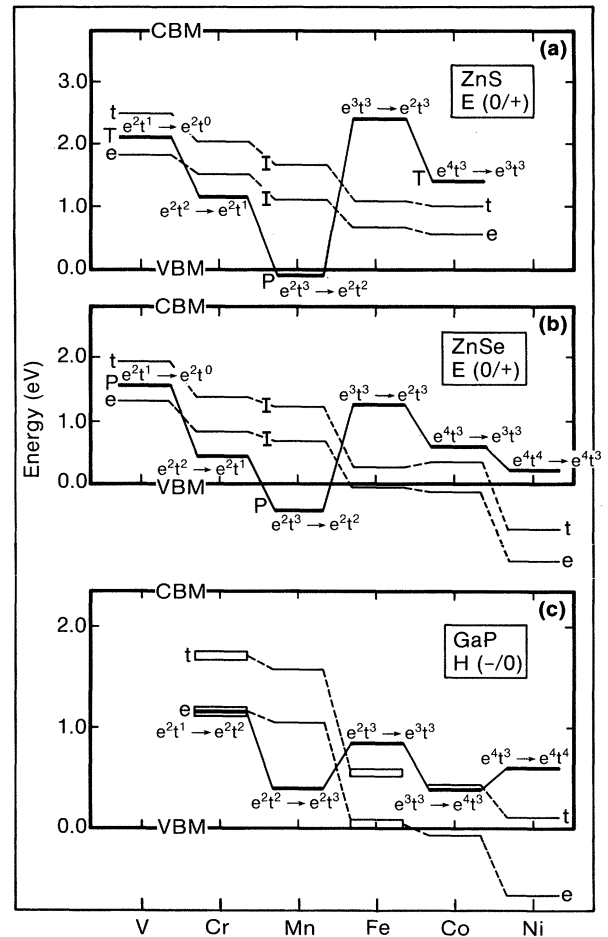 CBM
(a)
ZnS
E (0/+)
3.0
2.0
1.0
0.0
t
T
e
e²t¹ → e²t⁰
e²t² → e²t¹
I
I
P
e²t³ → e²t²
e³t³ → e²t³
T
e⁴t³ → e³t³
t
e
VBM
CBM
(b)
ZnSe
E (0/+)
2.0
1.0
0.0
t
P
e
e²t¹ → e²t⁰
e²t² → e²t¹
I
I
P
e²t³ → e²t²
e³t³ → e²t³
e⁴t³ → e³t³
e⁴t⁴ → e⁴t³
t
e
VBM
Energy (eV)
CBM
(c)
GaP
H (−/0)
2.0
1.0
0.0
t
e
e²t¹ → e²t²
e²t² → e²t³
e²t³ → e³t³
e³t³ → e⁴t³
e⁴t³ → e⁴t⁴
t
e
VBM
V Cr Mn Fe Co Ni